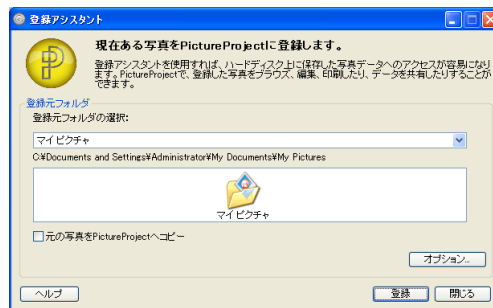 登録アシスタント
現在ある写真をPictureProjectに登録します。
登録アシスタントを使用すれば、ハードディスク上に保存した写真データへのアクセスが容易になり
ます。PictureProjectで、登録した写真をブラウズ、編集、印刷したり、データを共有したりすることが
できます。
登録元フォルダ
登録元フォルダの選択:
マイ ピクチャ
C:¥Documents and Settings¥Administrator¥My Documents¥My Pictures
マイ ピクチャ
元の写真をPictureProjectへコピー
オプション...
ヘルプ
登録
閉じる